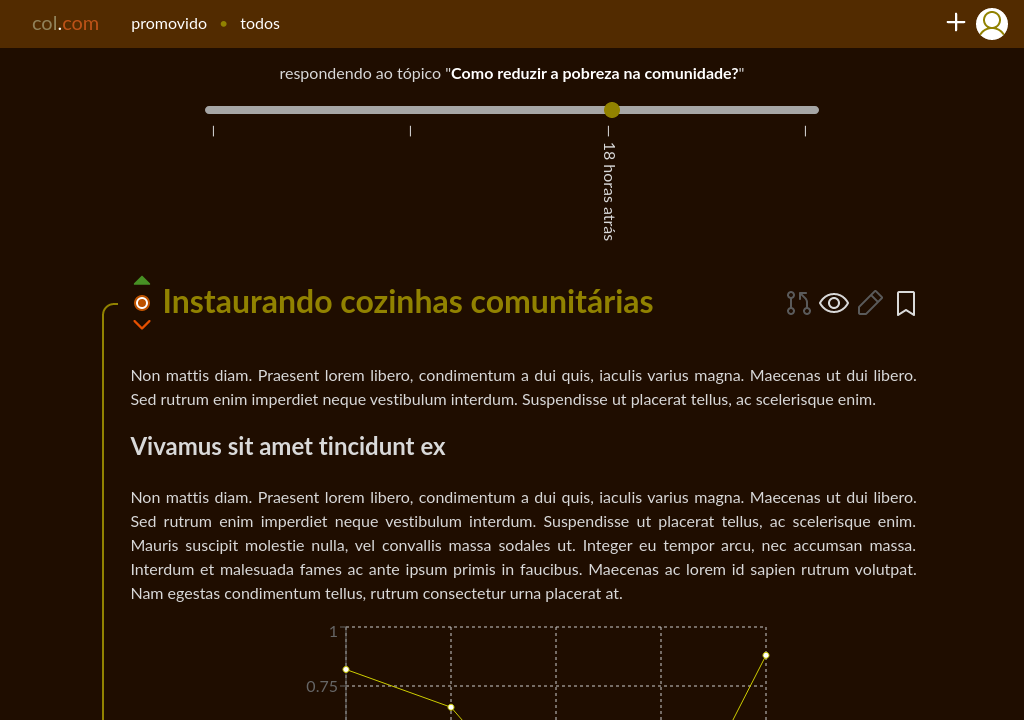 col.com promovido • todos
respondendo ao tópico "Como reduzir a pobreza na comunidade?"
18 horas atrás
Instaurando cozinhas comunitárias
Non mattis diam. Praesent lorem libero, condimentum a dui quis, iaculis varius magna. Maecenas ut dui libero.
Sed rutrum enim imperdiet neque vestibulum interdum. Suspendisse ut placerat tellus, ac scelerisque enim.
Vivamus sit amet tincidunt ex
Non mattis diam. Praesent lorem libero, condimentum a dui quis, iaculis varius magna. Maecenas ut dui libero.
Sed rutrum enim imperdiet neque vestibulum interdum. Suspendisse ut placerat tellus, ac scelerisque enim.
Mauris suscipit molestie nulla, vel convallis massa sodales ut. Integer eu tempor arcu, nec accumsan massa.
Interdum et malesuada fames ac ante ipsum primis in faucibus. Maecenas ac lorem id sapien rutrum volutpat.
Nam egestas condimentum tellus, rutrum consectetur urna placerat at.
1
0.75